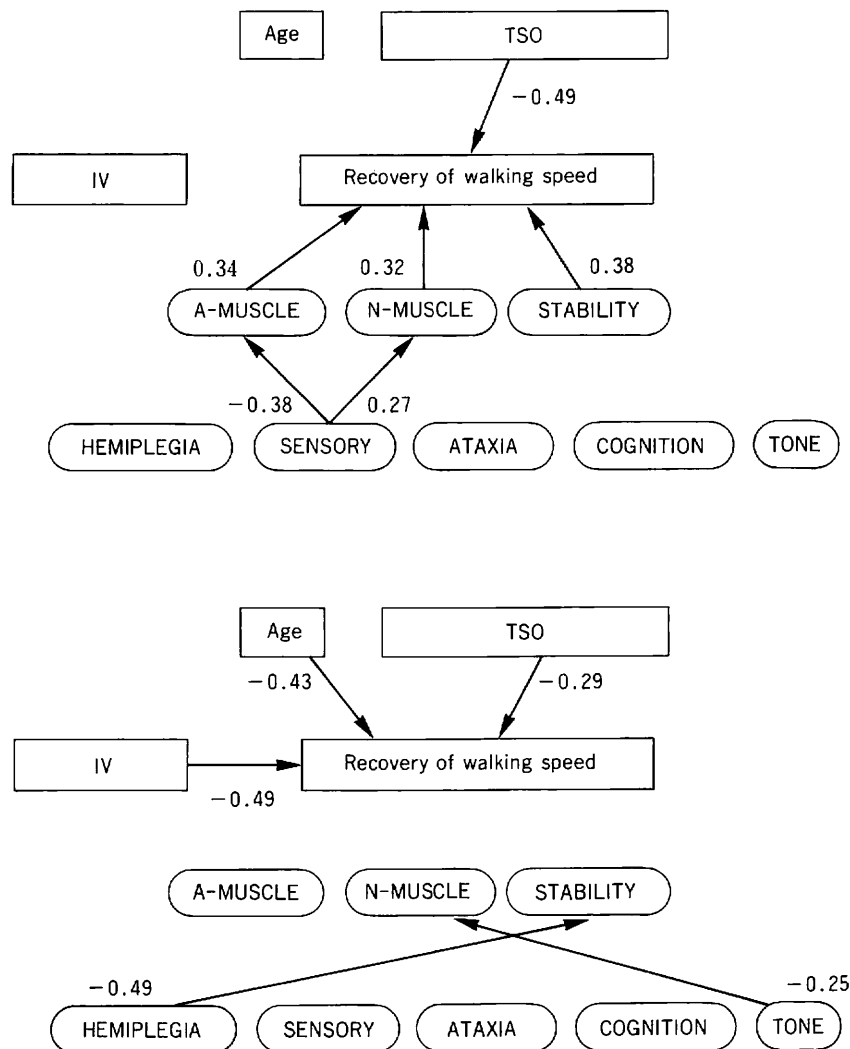 Age TSO
−0.49
IV Recovery of walking speed
0.34 0.32 0.38
A-MUSCLE N-MUSCLE STABILITY
−0.38 0.27
HEMIPLEGIA SENSORY ATAXIA COGNITION TONE
Age TSO
−0.43 −0.29
IV Recovery of walking speed
−0.49
A-MUSCLE N-MUSCLE STABILITY
−0.49 −0.25
HEMIPLEGIA SENSORY ATAXIA COGNITION TONE